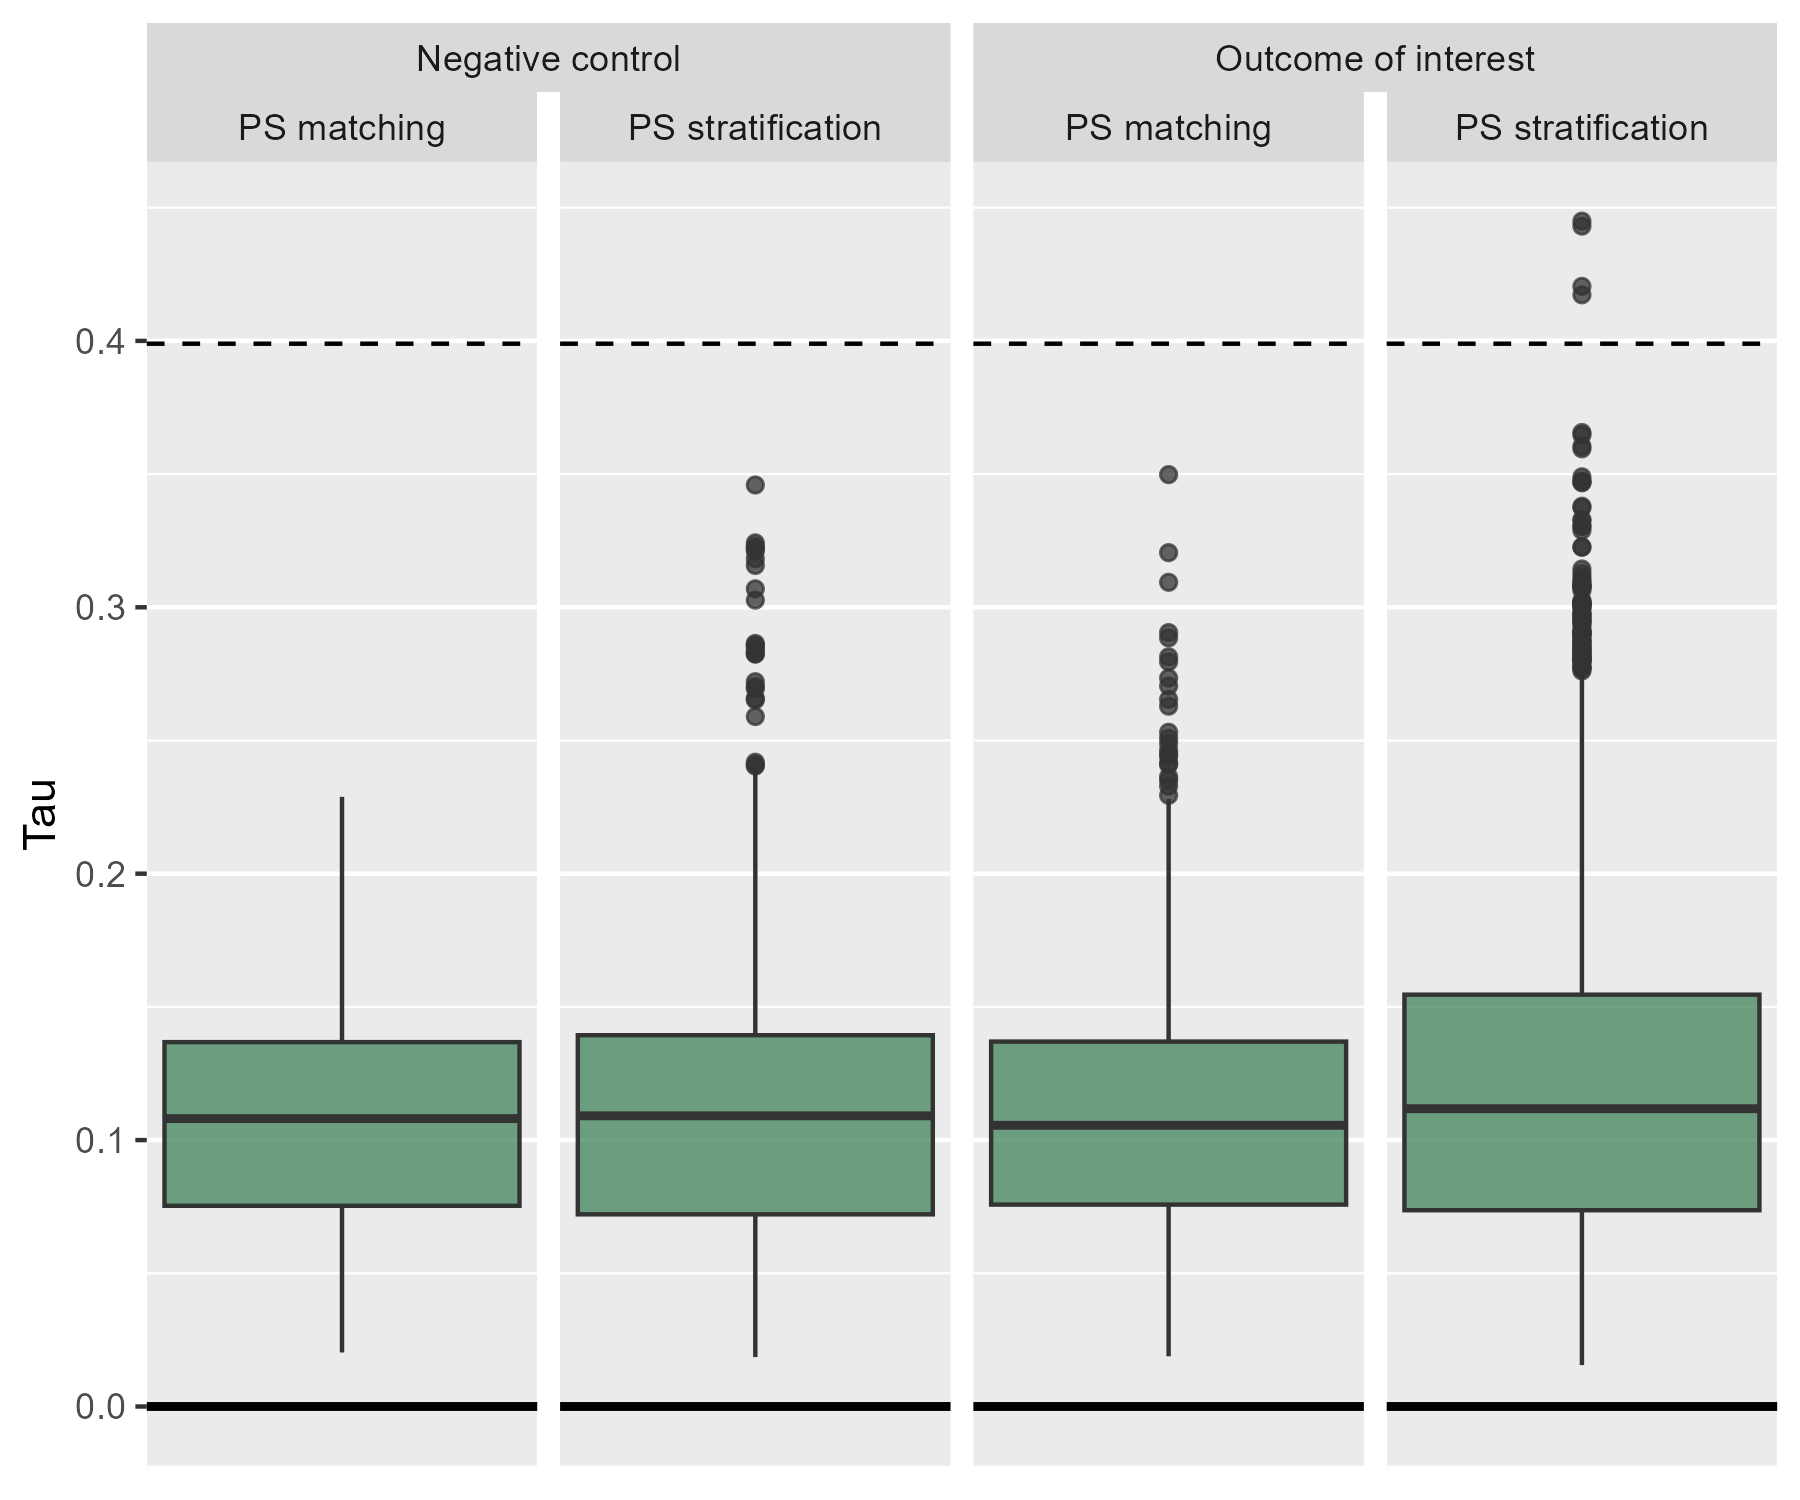 Negative control
Outcome of interest
PS matching
PS stratification
PS matching
PS stratification
0.4
0.3
0.2
0.1
0.0
Tau